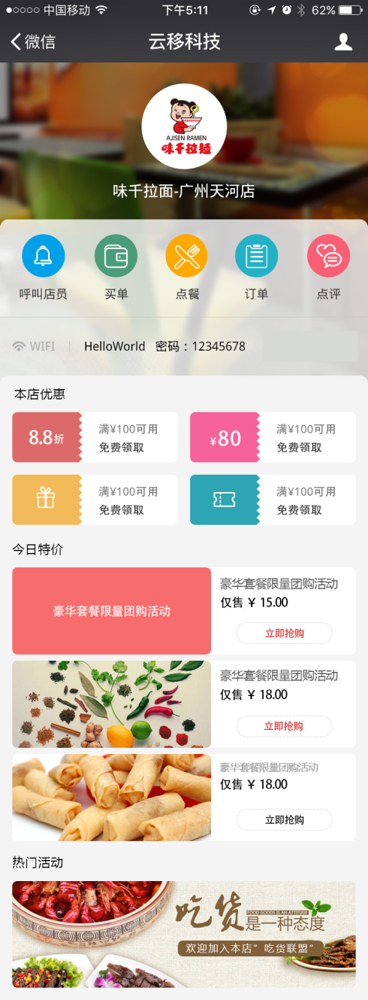 中国移动 下午5:11 62%
微信 云移科技
AJISEN RAMEN
味千拉麺
味千拉面-广州天河店
呼叫店员 买单 点餐 订单 点评
WIFI | HelloWorld 密码：12345678
本店优惠
8.8折 满¥100可用
免费领取
¥80 满¥100可用
免费领取
满¥100可用
免费领取
满¥100可用
免费领取
今日特价
豪华套餐限量团购活动
豪华套餐限量团购活动
仅售 ¥ 15.00
立即抢购
豪华套餐限量团购活动
仅售 ¥ 18.00
立即抢购
豪华套餐限量团购活动
仅售 ¥ 18.00
立即抢购
热门活动
吃货
FOOD GOODS IS AN ATTITUDE
是一种态度
欢迎加入本店”吃货联盟”